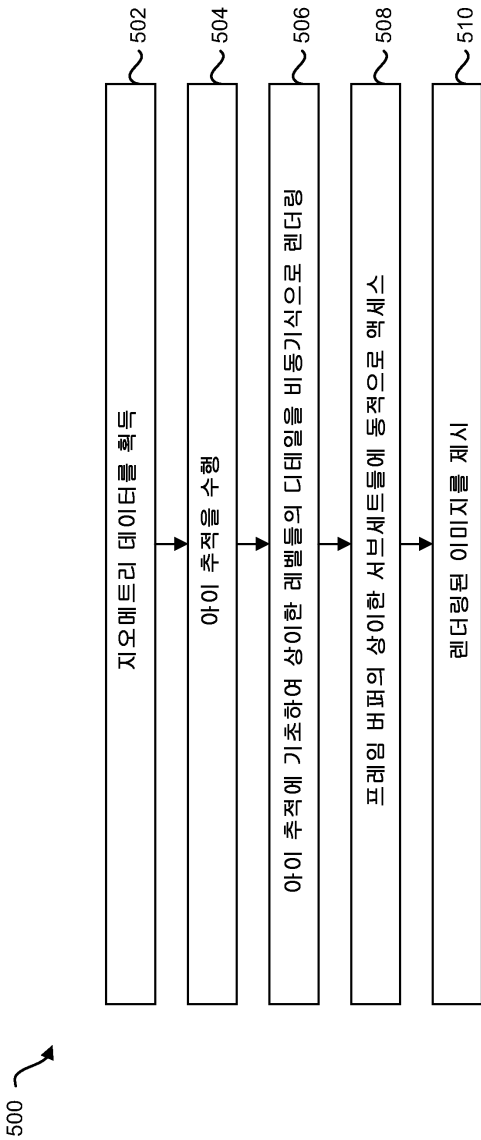 500
지오메트리 데이터를 획득
502
아이 추적을 수행
504
아이 추적에 기초하여 상이한 레벨들의 디테일을 비동기식으로 렌더링
506
프레임 버퍼의 상이한 서브세트들에 동적으로 액세스
508
렌더링된 이미지를 제시
510